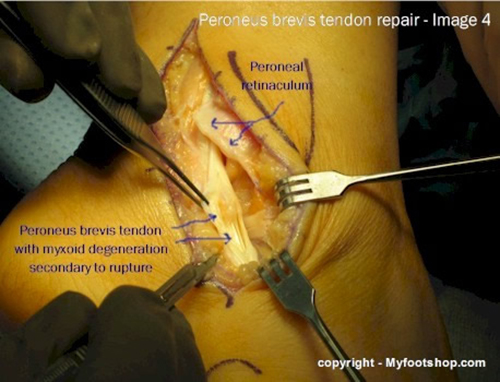 Peroneus brevis tendon repair - Image 4
Peroneal
retinaculum
Peroneus brevis tendon
with myxoid degeneration
secondary to rupture
copyright - Myfootshop.com